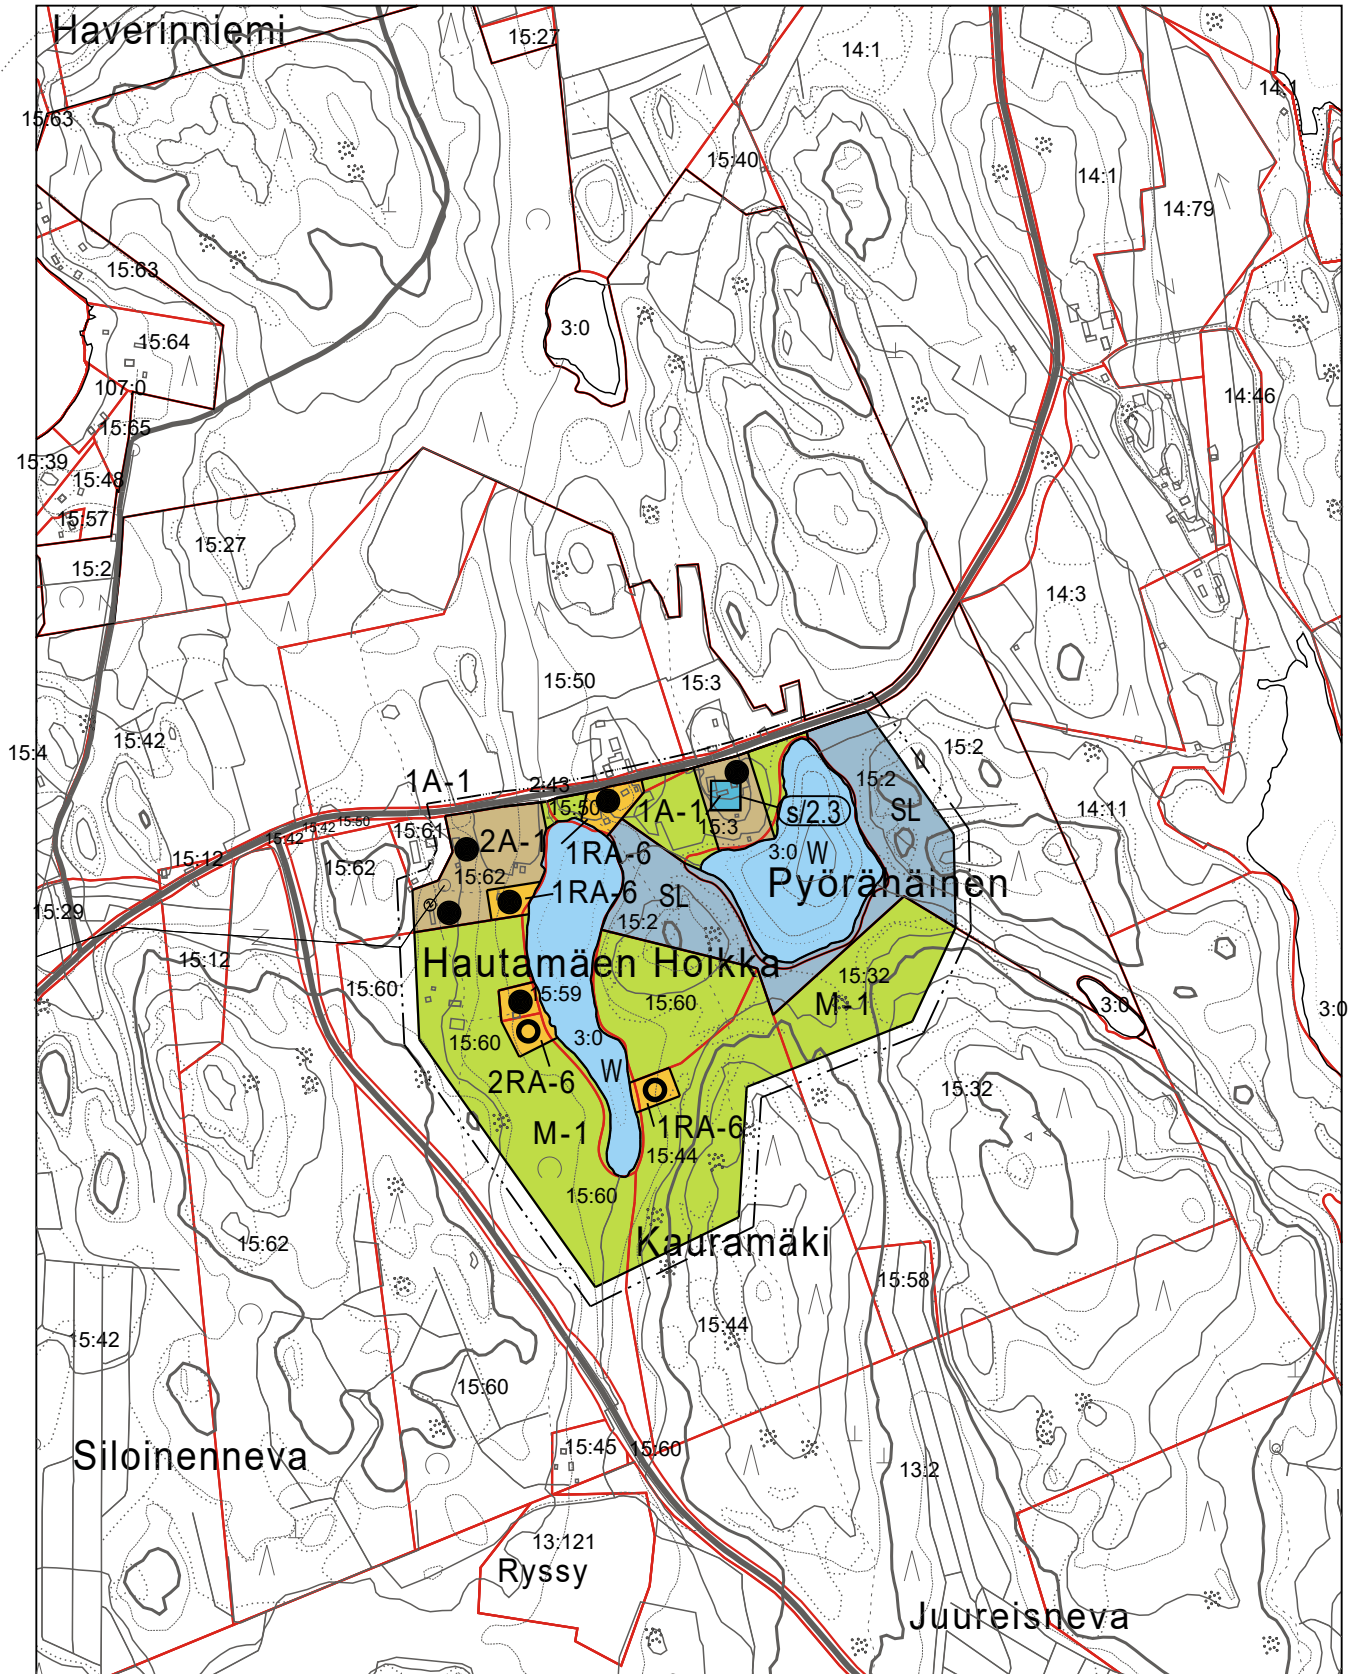 Haverinniemi
15:27
14:1
14:1
15:63
15:40
14:1
14:79
15:63
3:0
15:64
107:0
14:46
15:65
15:39
15:48
15:57
15:27
15:2
14:3
15:50
15:3
15:4
15:42
15:2
1A-1
2:43
15:2
15:50
1A-1
s/2.3
SL
14:11
15:42
15:42
15:50
15:61
15:3
2A-1
1RA-6
3:0
W
15:12
15:62
15:62
1RA-6
SL
Pyörähäinen
15:29
15:2
15:12
Hautamäen Hoikka
15:60
15:59
15:60
15:32
M-1
3:0
3:0
15:60
3:0
W
2RA-6
15:32
M-1
1RA-6
15:44
15:60
15:62
Kauramäki
15:58
15:42
15:44
15:60
Siloinenneva
15:45
15:60
13:2
13:121
Ryssy
Juureisneva